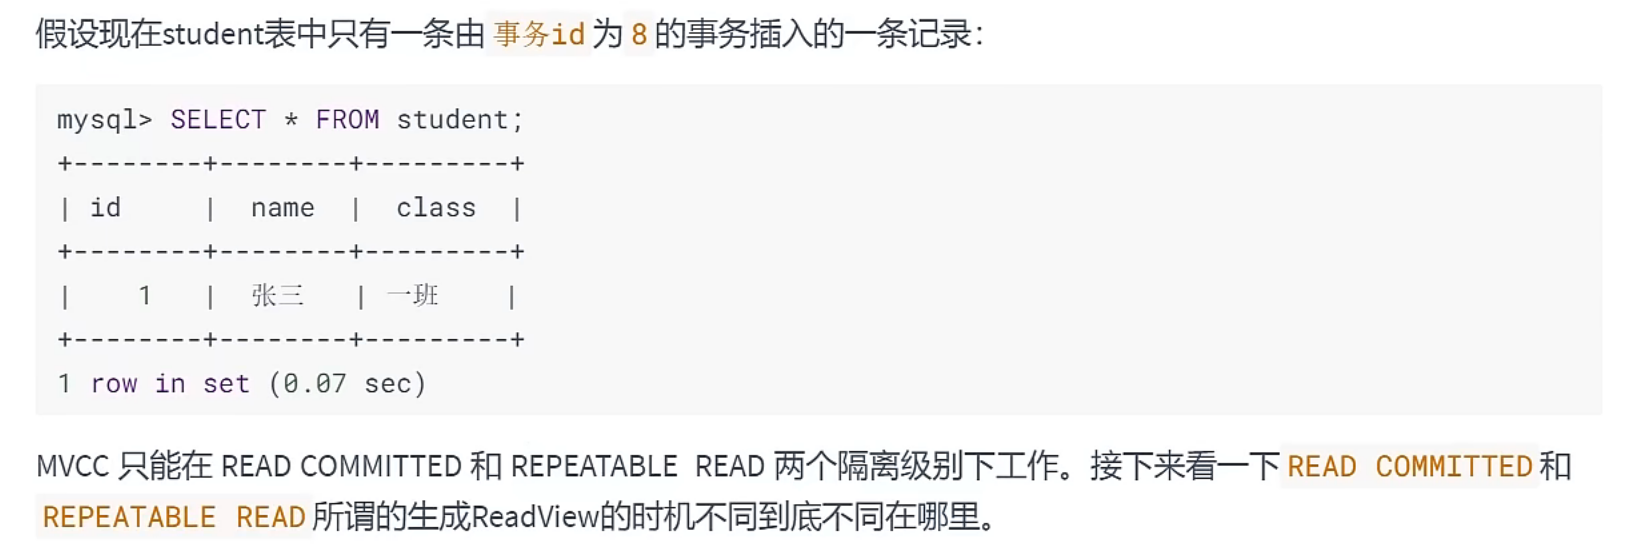 假设现在student表中只有一条由 事务id 为 8 的事务插入的一条记录：
mysql> SELECT * FROM student;
+--------+--------+---------+
| id     |  name  |  class  |
+--------+--------+---------+
|    1   |  张三   | 一班    |
+--------+--------+---------+
1 row in set (0.07 sec)
MVCC 只能在 READ COMMITTED 和 REPEATABLE READ 两个隔离级别下工作。接下来看一下 READ COMMITTED 和
REPEATABLE READ 所谓的生成ReadView的时机不同到底不同在哪里。